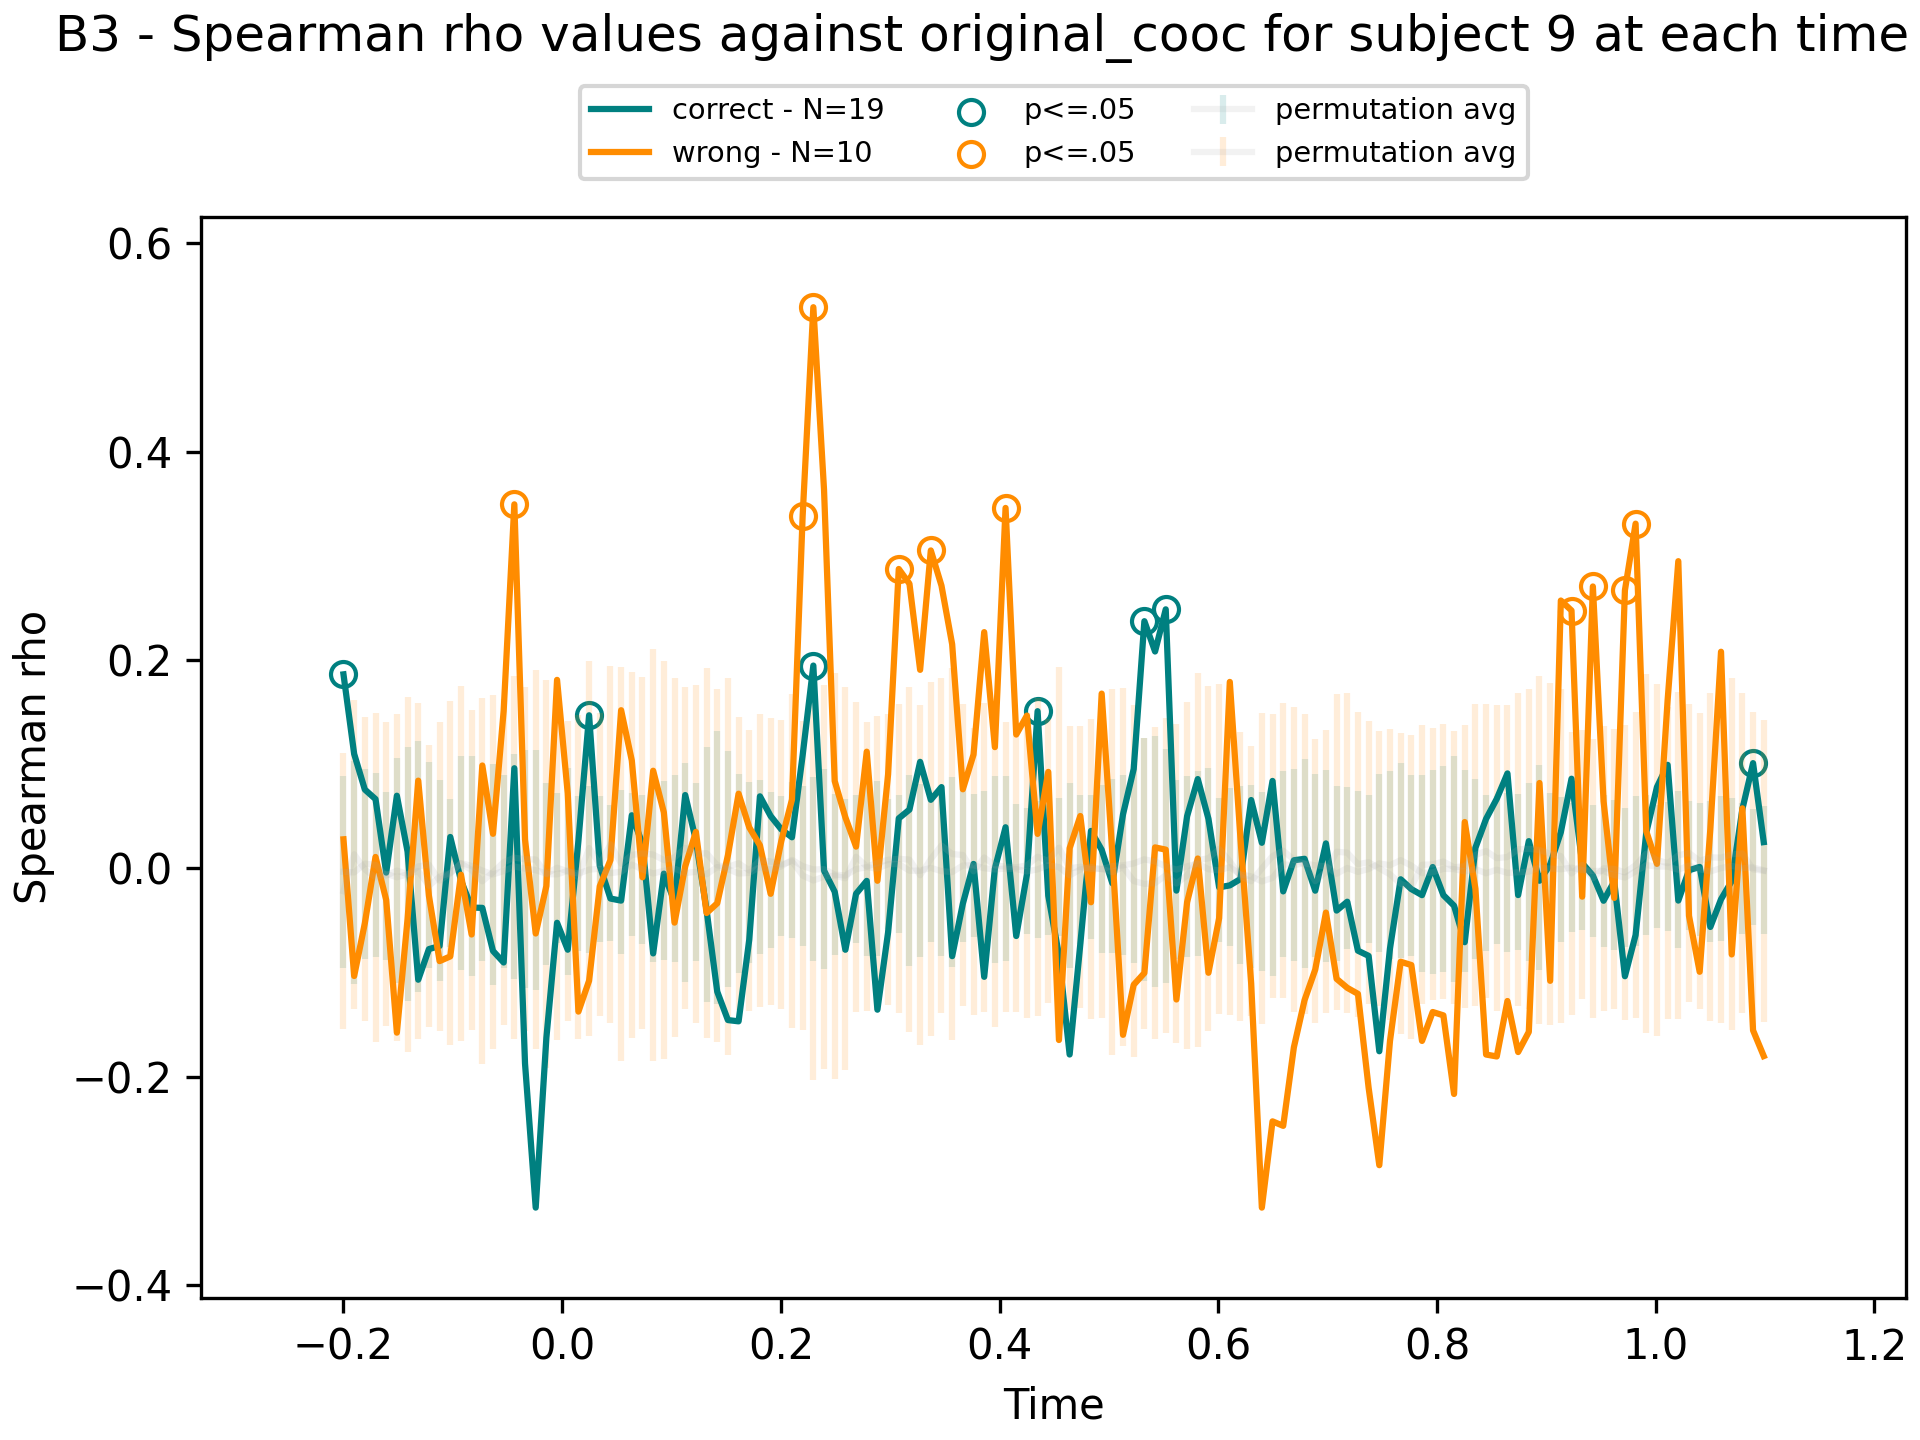 B3 - Spearman rho values against original_cooc for subject 9 at each time
correct - N=19
wrong - N=10
p<=.05
p<=.05
permutation avg
permutation avg
0.6
0.4
0.2
0.0
−0.2
−0.4
Spearman rho
−0.2 0.0 0.2 0.4 0.6 0.8 1.0 1.2
Time